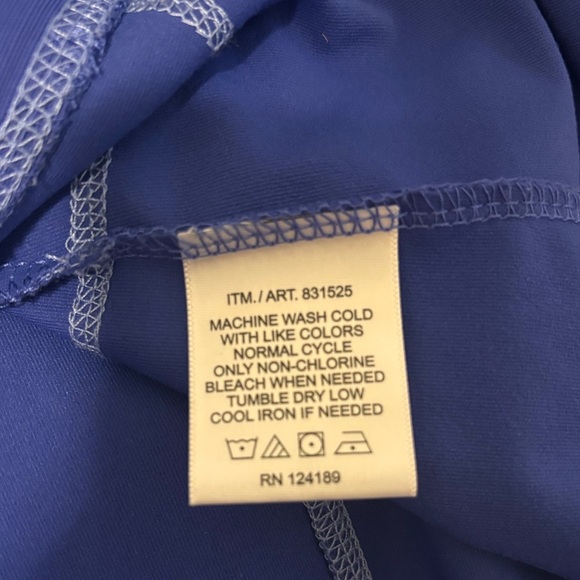 ITM./ART. 831525
MACHINE WASH COLD
WITH LIKE COLORS
NORMAL CYCLE
ONLY NON-CHLORINE
BLEACH WHEN NEEDED
TUMBLE DRY LOW
COOL IRON IF NEEDED
RN 124189